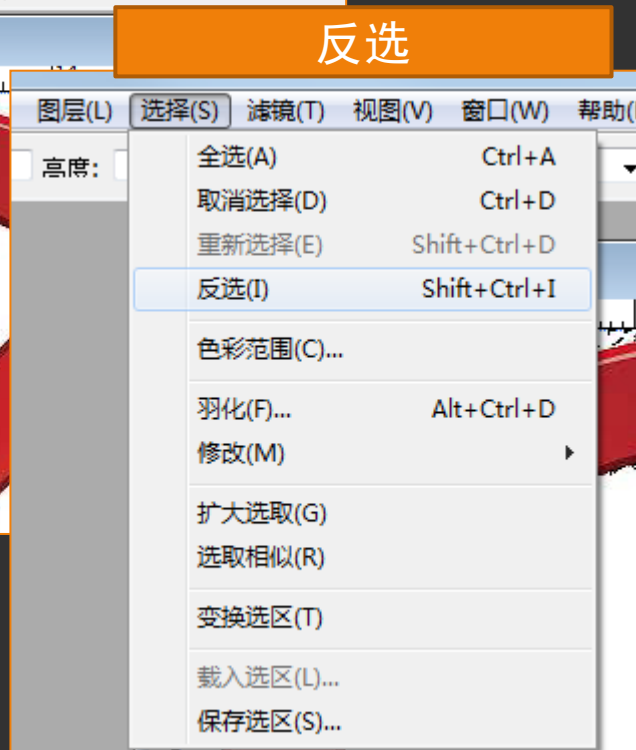 反选
图层(L) 选择(S) 滤镜(T) 视图(V) 窗口(W) 帮助(
高度:
全选(A) Ctrl+A
取消选择(D) Ctrl+D
重新选择(E) Shift+Ctrl+D
反选(I) Shift+Ctrl+I
色彩范围(C)...
羽化(F)... Alt+Ctrl+D
修改(M)
扩大选取(G)
选取相似(R)
变换选区(T)
载入选区(L)...
保存选区(S)...